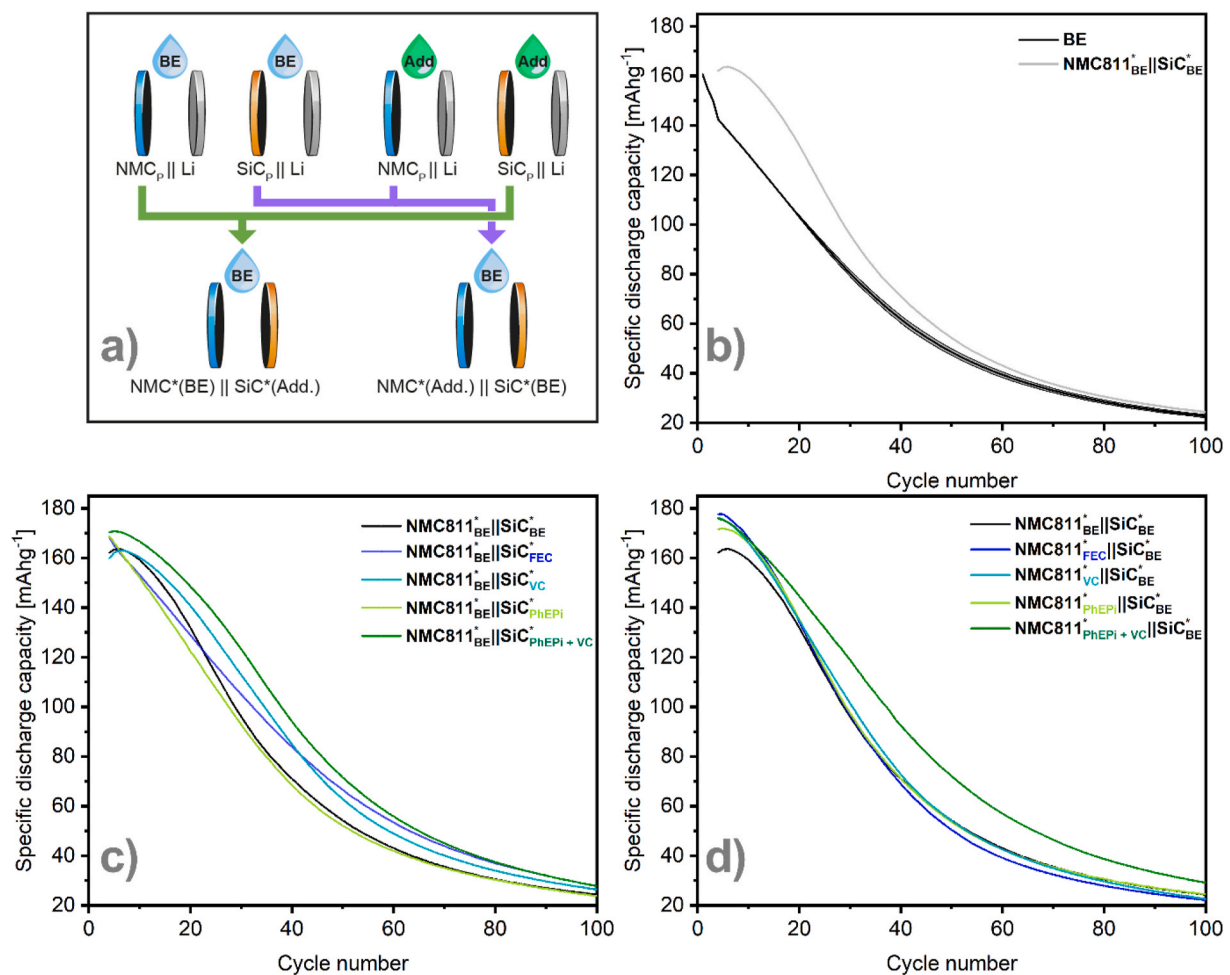 BE BE Add Add
NMCP || Li SiCP || Li NMCP || Li SiCP || Li
BE BE
a)
NMC*(BE) || SiC*(Add.) NMC*(Add.) || SiC*(BE)
Specific discharge capacity [mAhg-1]
180
160
140
120
100
80
60
40
20
0 20 40 60 80 100
Cycle number
BE
NMC811*BE||SiC*BE
b)
Specific discharge capacity [mAhg-1]
180
160
140
120
100
80
60
40
20
0 20 40 60 80 100
Cycle number
NMC811*BE||SiC*BE
NMC811*BE||SiC*FEC
NMC811*BE||SiC*VC
NMC811*BE||SiC*PhEPi
NMC811*BE||SiC*PhEPi + VC
c)
Specific discharge capacity [mAhg-1]
180
160
140
120
100
80
60
40
20
0 20 40 60 80 100
Cycle number
NMC811*BE||SiC*BE
NMC811*FEC||SiC*BE
NMC811*VC||SiC*BE
NMC811*PhEPi||SiC*BE
NMC811*PhEPi + VC||SiC*BE
d)